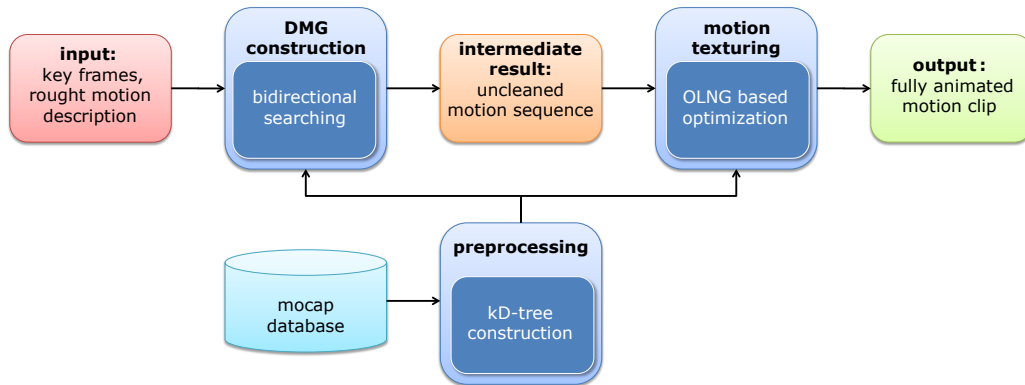 input:
key frames,
rought motion
description
DMG
construction
bidirectional
searching
intermediate
result:
uncleaned
motion sequence
motion
texturing
OLNG based
optimization
output:
fully animated
motion clip
preprocessing
kD-tree
construction
mocap
database